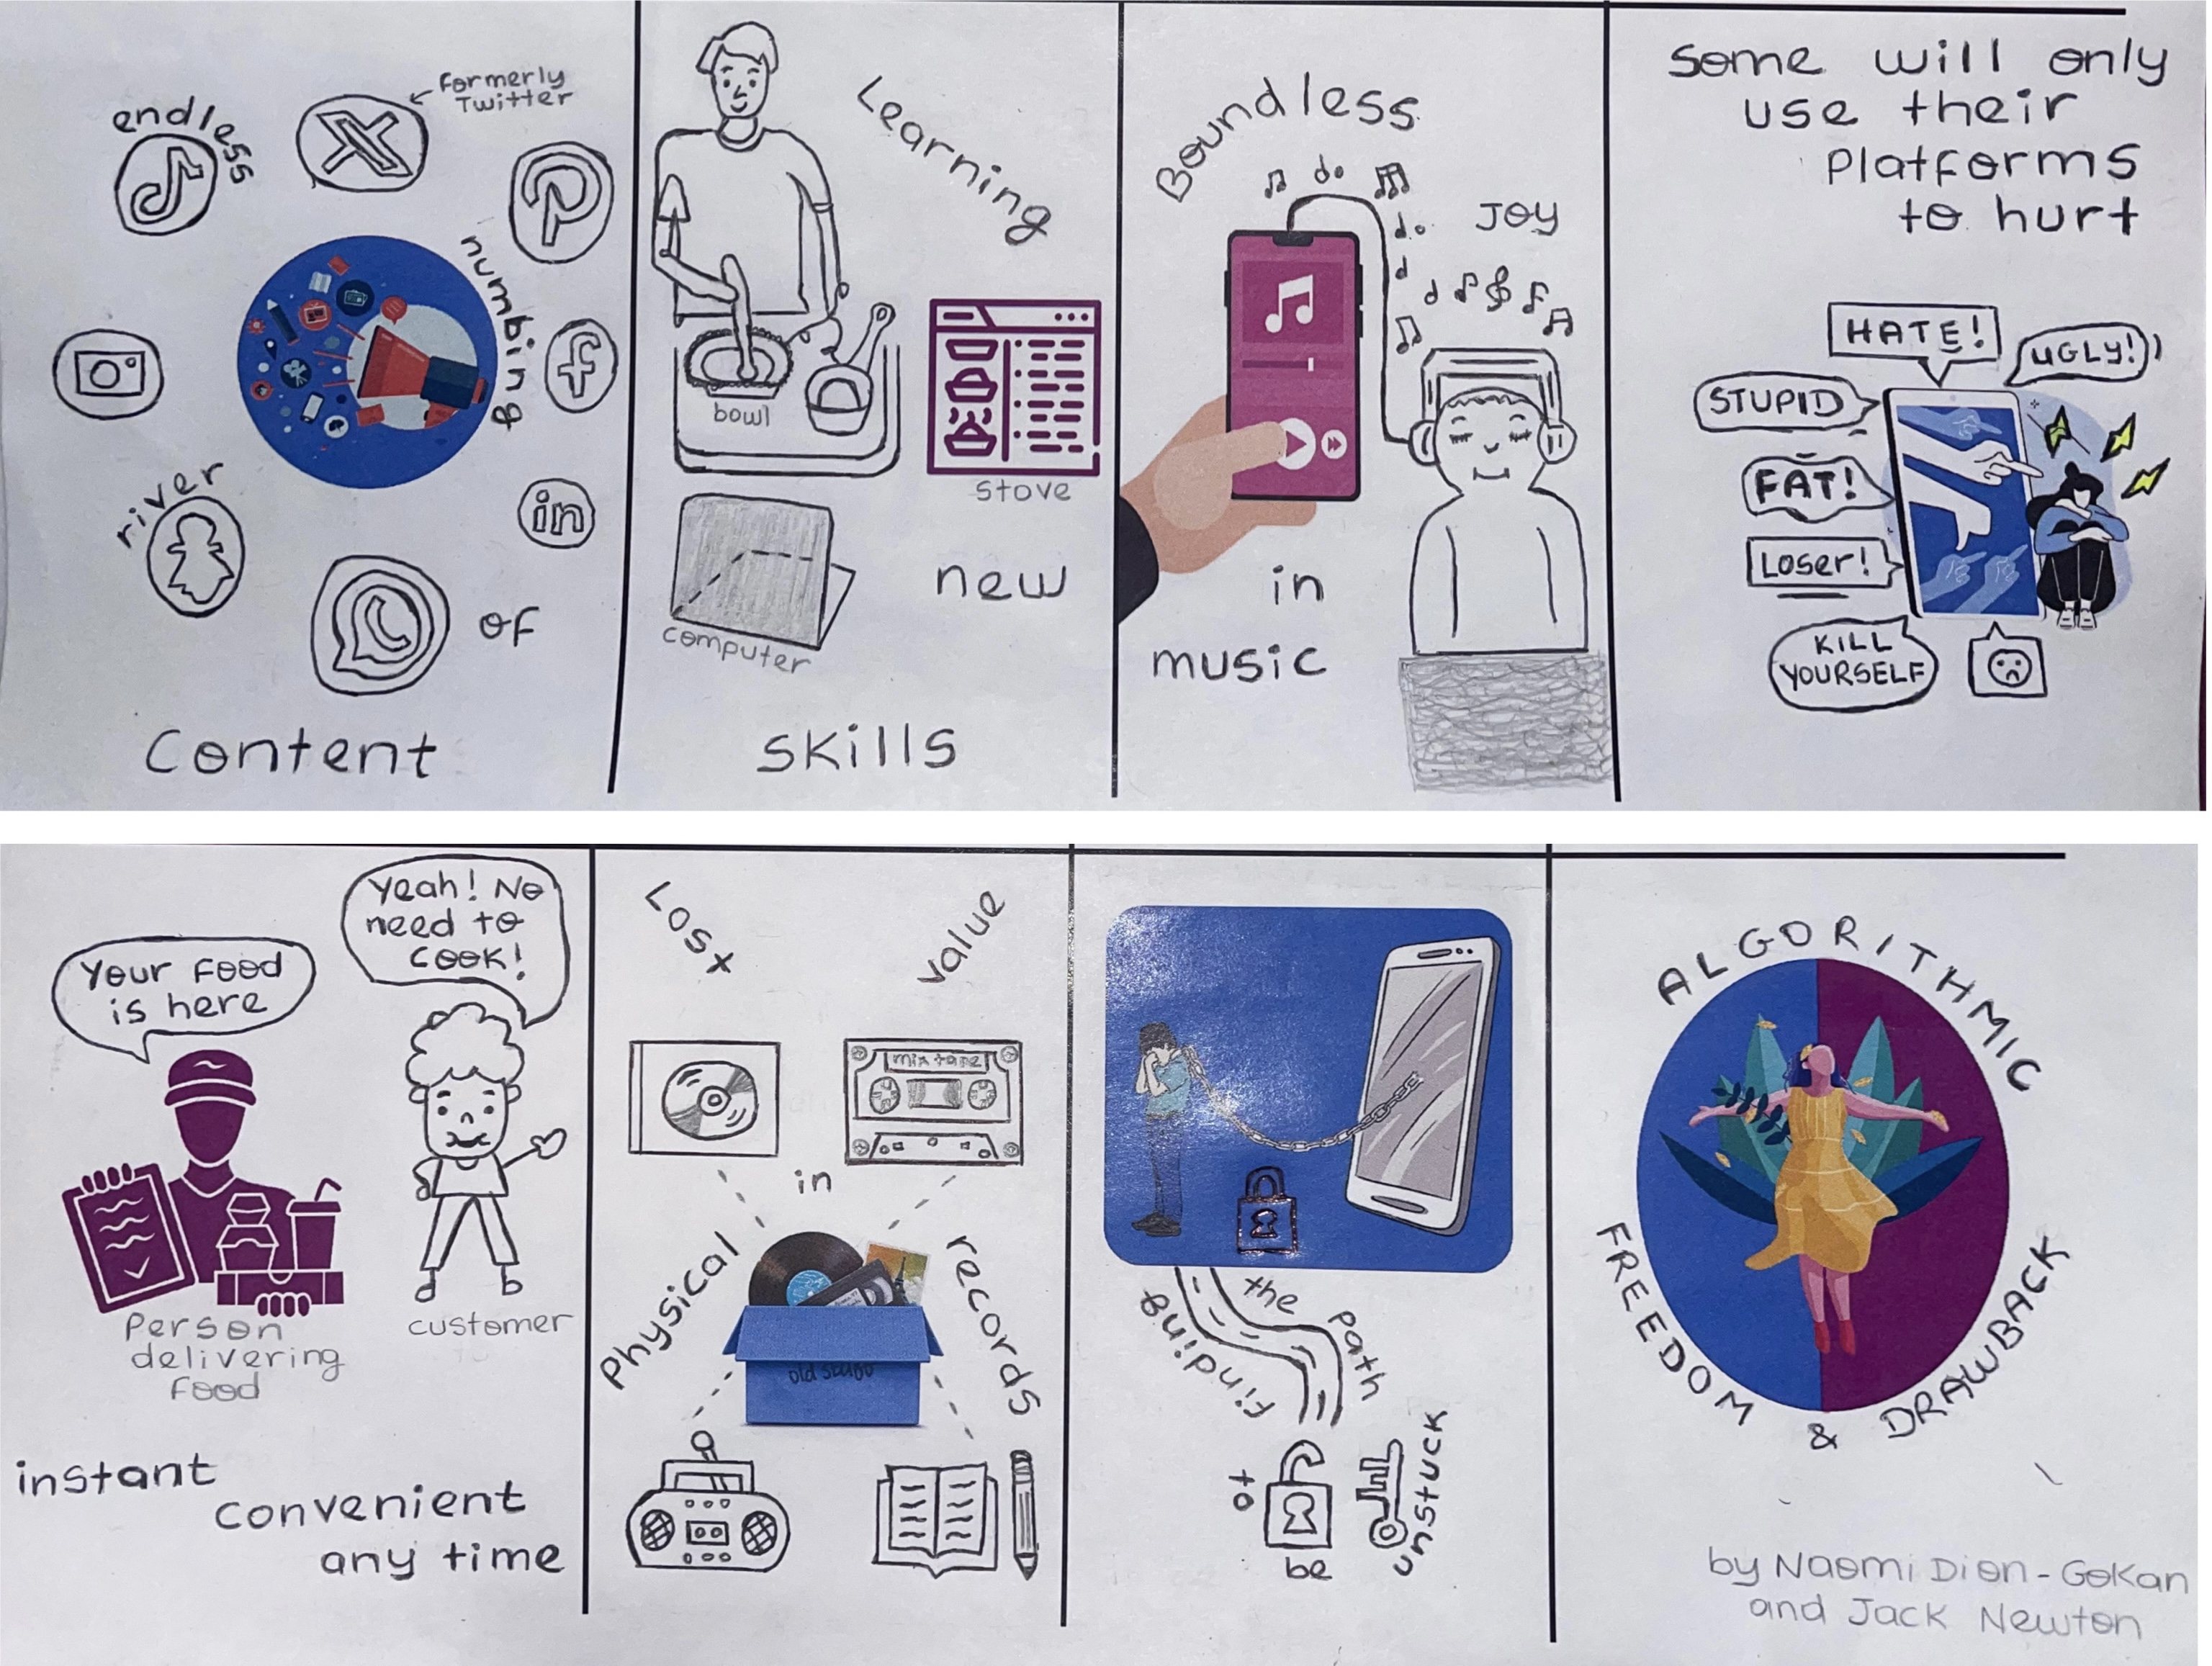 endless
formerly
Twitter
numbing
river
of
content
Learning
bowl
stove
computer
new
skills
Boundless
Joy
in
music
Some will only
use their
platforms
to hurt
HATE!
UGLY!
STUPID
FAT!
Loser!
KILL
YOURSELF
in
f
Your food
is here
Yeah! No
need to
cook!
Person
delivering
food
customer
instant
convenient
any time
Lost
value
mix tape
in
Physical
records
finding
the path
to
be
unstuck
ALGORITHMIC
FREEDOM & DRAWBACK
by Naomi Dion-Gokan
and Jack Newton